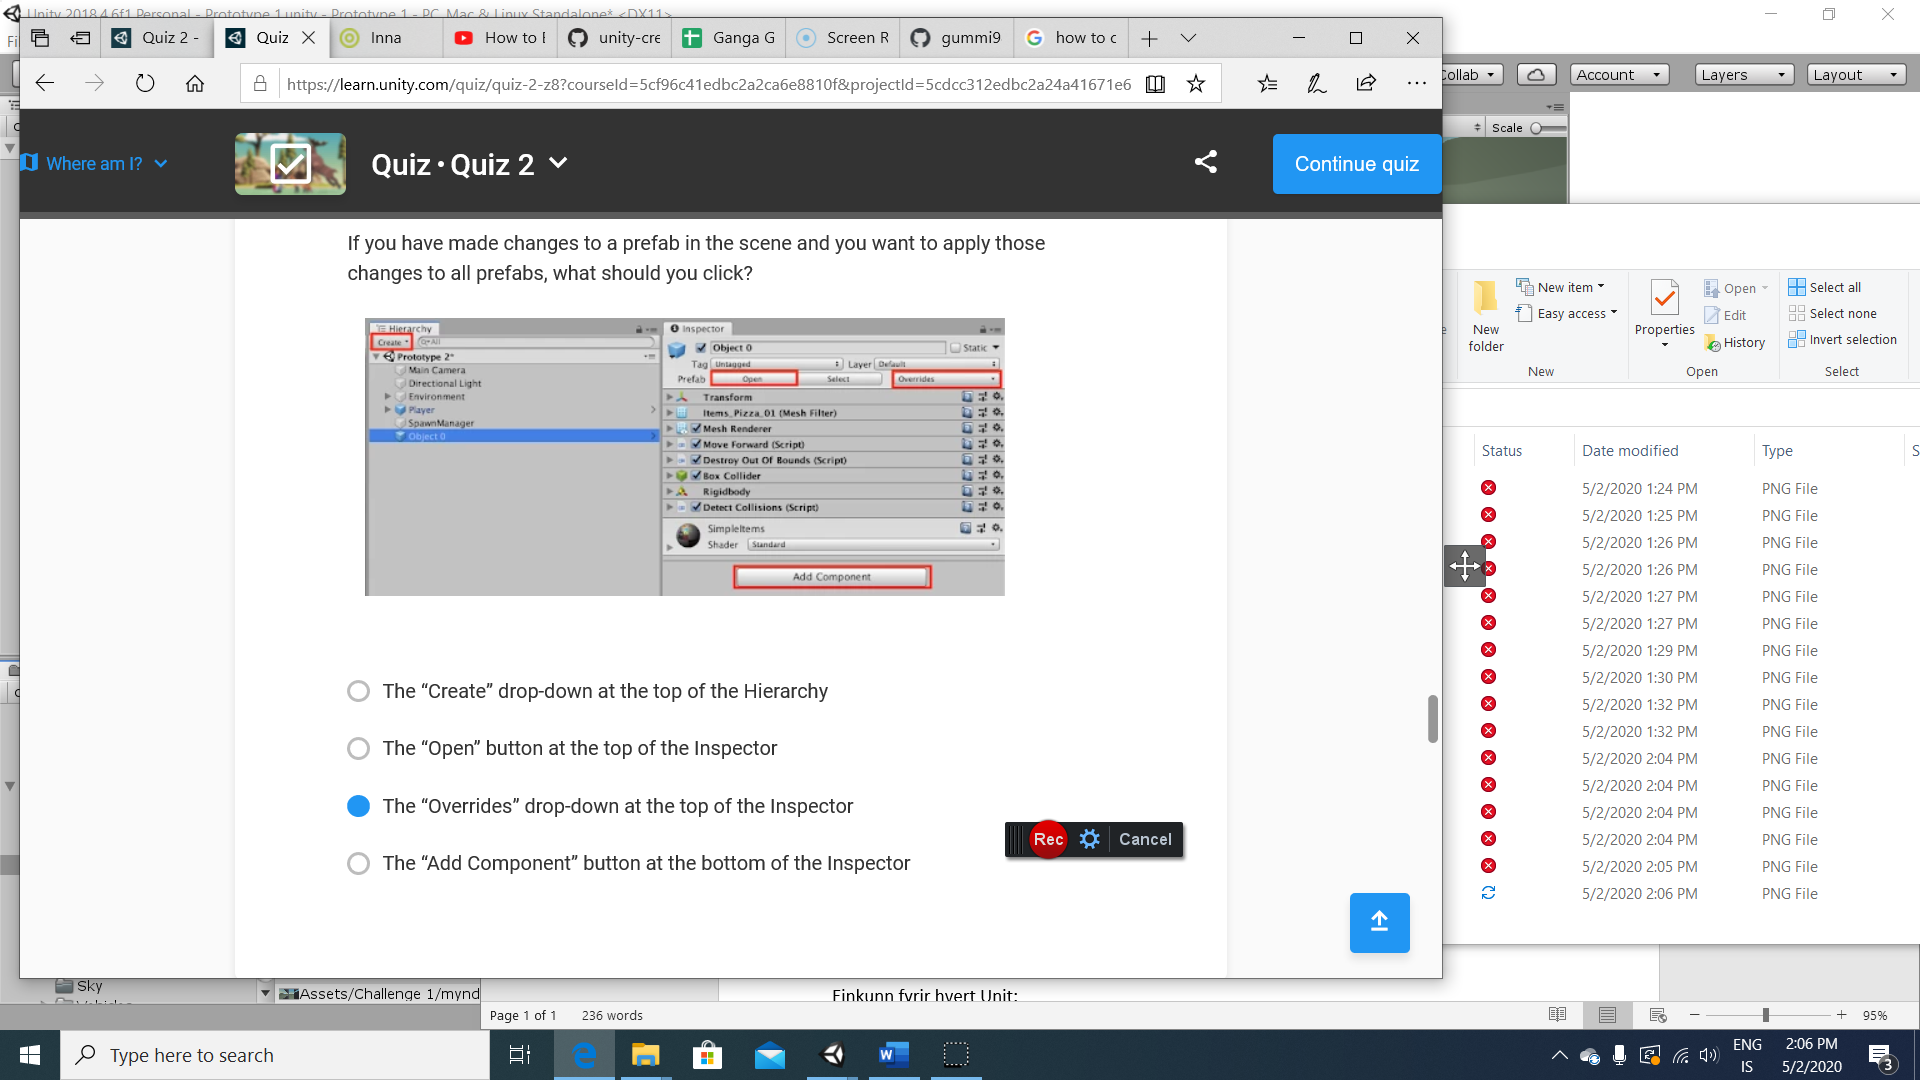 Unity 2018.4.6f1 Personal - Prototype 1.unity - Prototype 1 - PC, Mac & Linux Standalone* <DX11>
Quiz 2 -
Quiz
Inna
How to E
unity-cre
Ganga G
Screen R
gummi9
how to c
https://learn.unity.com/quiz/quiz-2-z8?courseId=5cf96c41edbc2a2ca6e8810f&projectId=5cdcc312edbc2a24a41671e6
Collab
Account
Layers
Layout
Scale
Where am I?
Quiz · Quiz 2
Continue quiz
If you have made changes to a prefab in the scene and you want to apply those
changes to all prefabs, what should you click?
Hierarchy
Create
All
Prototype 2*
Main Camera
Directional Light
Environment
Player
SpawnManager
Object 0
Inspector
Object 0
Static
Tag Untagged Layer Default
Prefab Open Select Overrides
Transform
Items_Pizza_01 (Mesh Filter)
Mesh Renderer
Move Forward (Script)
Destroy Out Of Bounds (Script)
Box Collider
Rigidbody
Detect Collisions (Script)
SimpleItems
Shader Standard
Add Component
The “Create” drop-down at the top of the Hierarchy
The “Open” button at the top of the Inspector
The “Overrides” drop-down at the top of the Inspector
The “Add Component” button at the bottom of the Inspector
Rec
Cancel
New
folder
New item
Easy access
New
Properties
Open
Edit
History
Open
Select all
Select none
Invert selection
Select
Status
Date modified
Type
S
5/2/2020 1:24 PM PNG File
5/2/2020 1:25 PM PNG File
5/2/2020 1:26 PM PNG File
5/2/2020 1:26 PM PNG File
5/2/2020 1:27 PM PNG File
5/2/2020 1:27 PM PNG File
5/2/2020 1:29 PM PNG File
5/2/2020 1:30 PM PNG File
5/2/2020 1:32 PM PNG File
5/2/2020 1:32 PM PNG File
5/2/2020 2:04 PM PNG File
5/2/2020 2:04 PM PNG File
5/2/2020 2:04 PM PNG File
5/2/2020 2:04 PM PNG File
5/2/2020 2:05 PM PNG File
5/2/2020 2:06 PM PNG File
Sky
Vehicles
Assets/Challenge 1/mynd
Einkunn fyrir hvert Unit:
Page 1 of 1
236 words
95%
Type here to search
ENG
IS
2:06 PM
5/2/2020
3